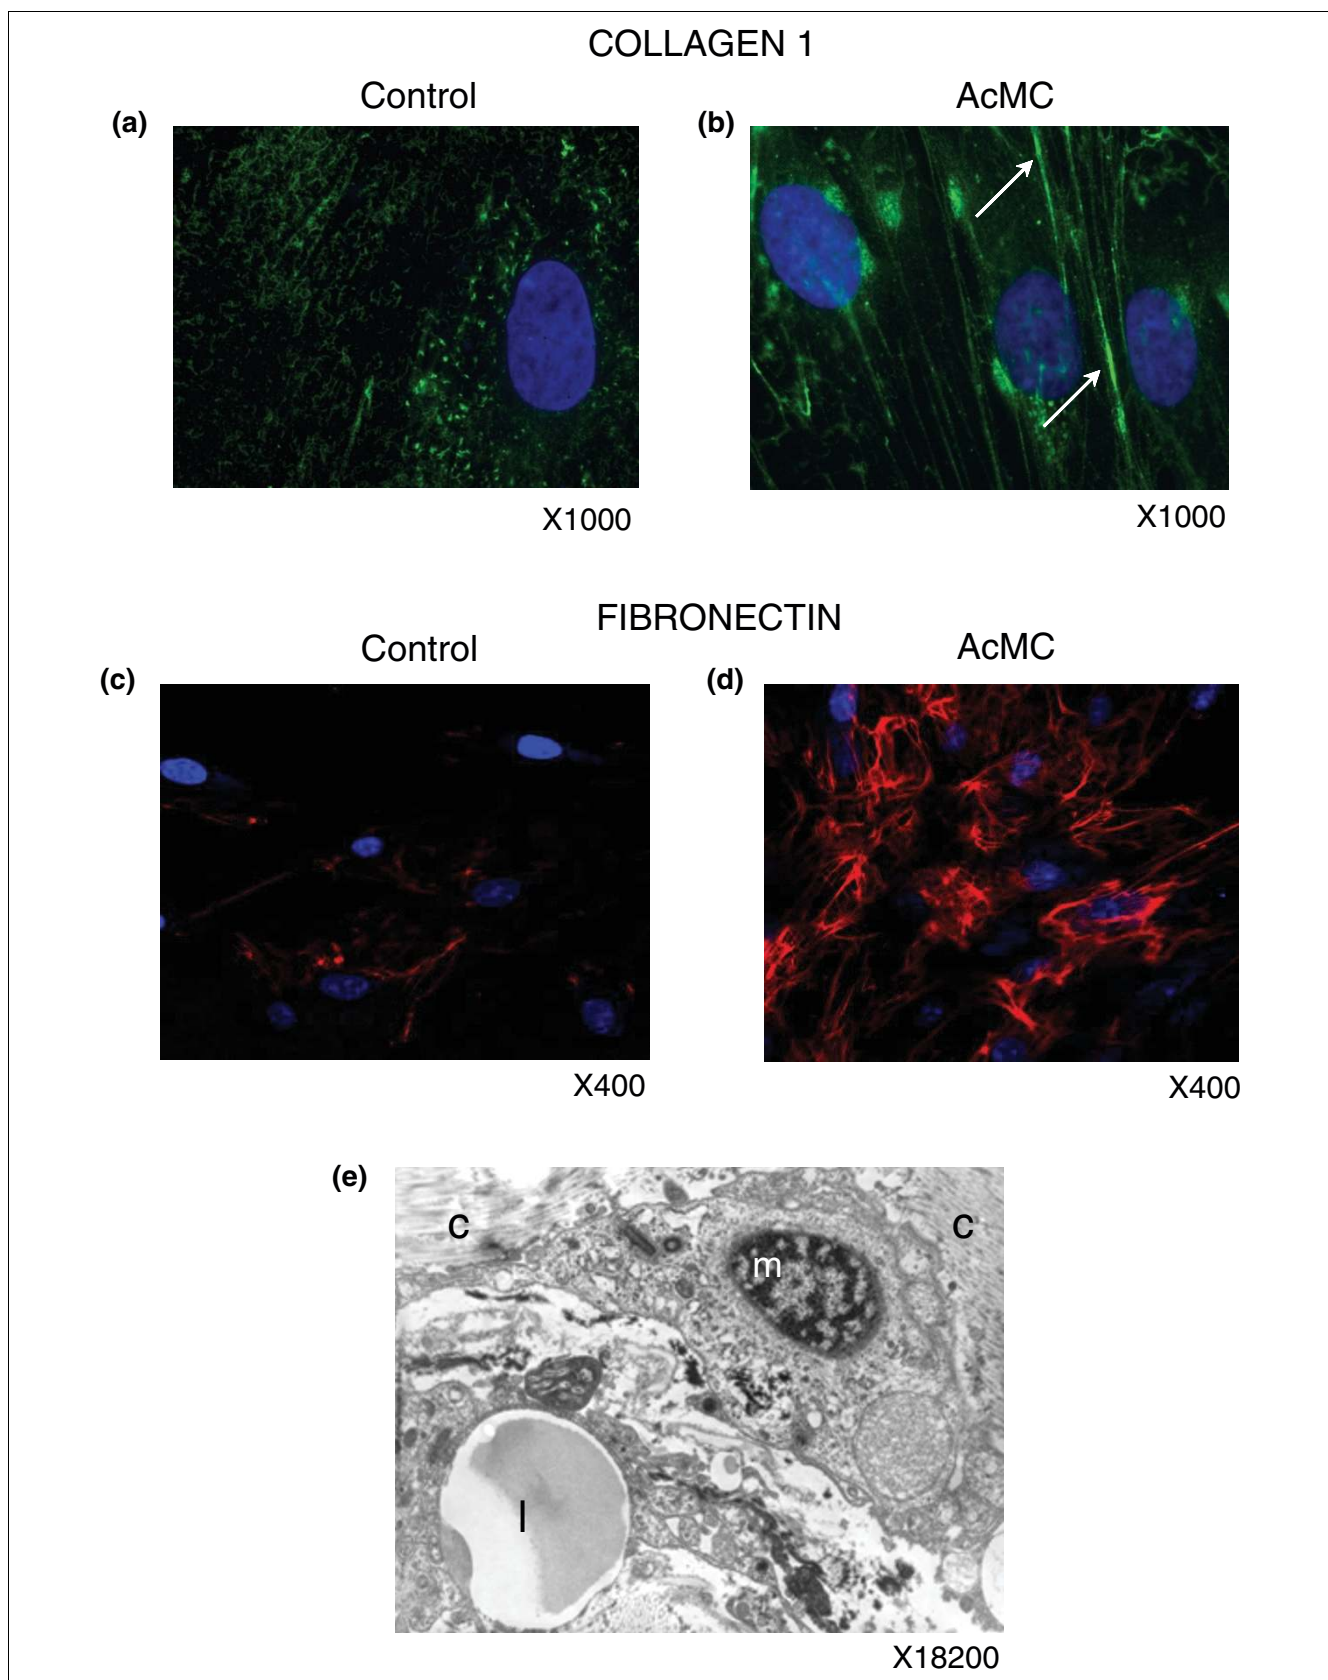 COLLAGEN 1
Control
AcMC
(a)
(b)
X1000
X1000
FIBRONECTIN
Control
AcMC
(c)
(d)
X400
X400
(e)
c
c
m
l
X18200